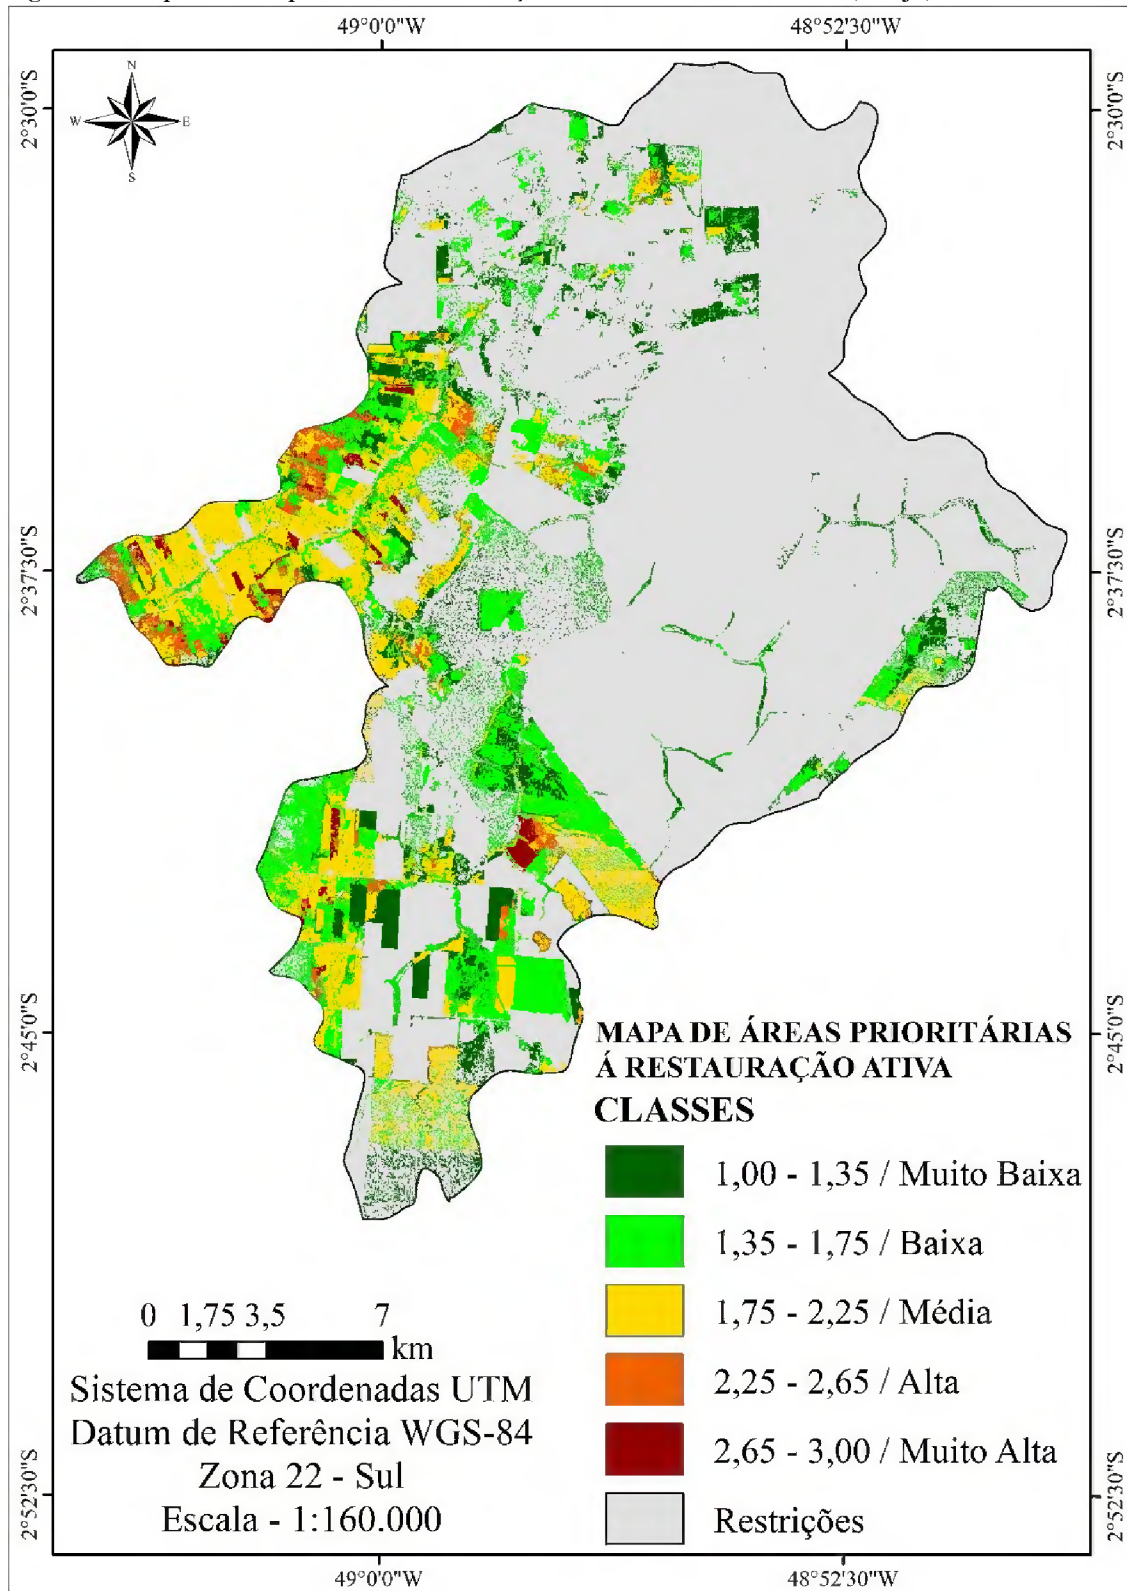 49°0'0"W 48°52'30"W
N
W E
S
2°30'0"S 2°30'0"S
2°37'30"S 2°37'30"S
2°45'0"S 2°45'0"S
MAPA DE ÁREAS PRIORITÁRIAS
Á RESTAURAÇÃO ATIVA
CLASSES
1,00 - 1,35 / Muito Baixa
1,35 - 1,75 / Baixa
1,75 - 2,25 / Média
2,25 - 2,65 / Alta
2,65 - 3,00 / Muito Alta
Restrições
0 1,75 3,5 7
km
Sistema de Coordenadas UTM
Datum de Referência WGS-84
Zona 22 - Sul
Escala - 1:160.000
2°52'30"S 2°52'30"S
49°0'0"W 48°52'30"W